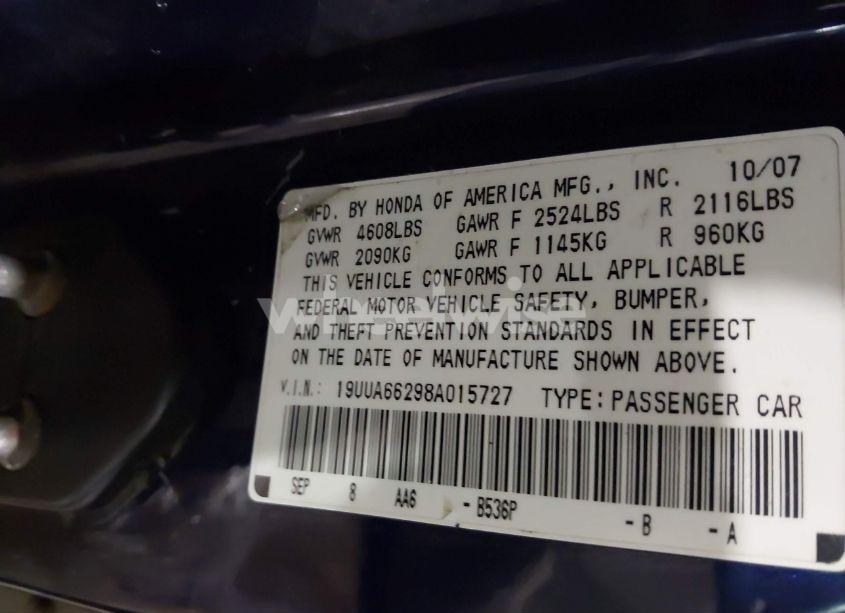 MFD. BY HONDA OF AMERICA MFG., INC. 10/07
GVWR 4608LBS GAWR F 2524LBS R 2116LBS
GVWR 2090KG GAWR F 1145KG R 960KG
THIS VEHICLE CONFORMS TO ALL APPLICABLE
FEDERAL MOTOR VEHICLE SAFETY, BUMPER,
AND THEFT PREVENTION STANDARDS IN EFFECT
ON THE DATE OF MANUFACTURE SHOWN ABOVE.
V.I.N.: 19UUA66298A015727 TYPE:PASSENGER CAR
SEP 8 AA6 - B536P - B - A
wheelwise